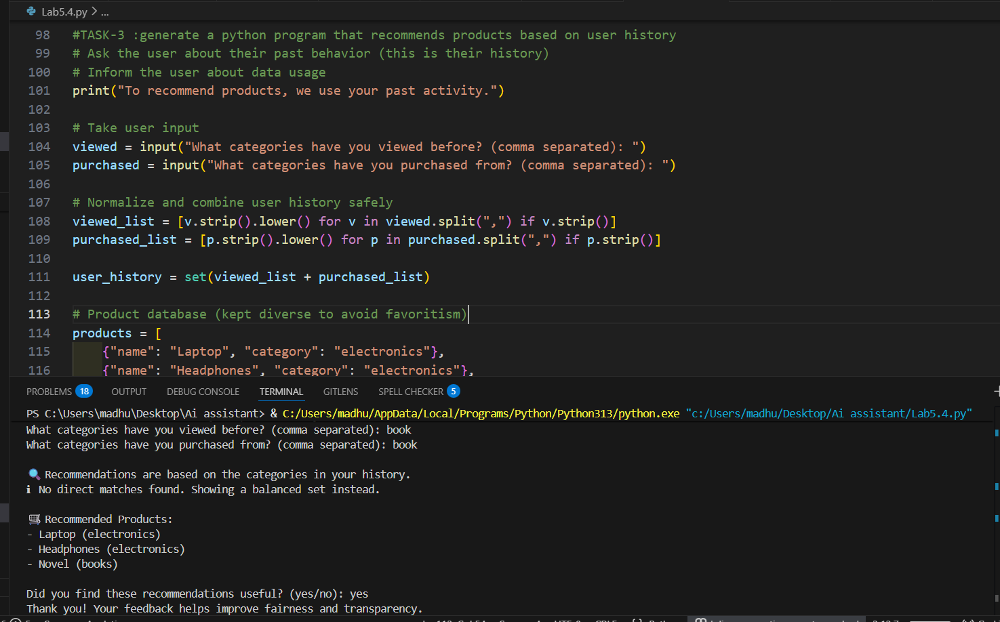 Lab5.4.py > ...
98 #TASK-3 :generate a python program that recommends products based on user history
99 # Ask the user about their past behavior (this is their history)
100 # Inform the user about data usage
101 print("To recommend products, we use your past activity.")
102
103 # Take user input
104 viewed = input("What categories have you viewed before? (comma separated): ")
105 purchased = input("What categories have you purchased from? (comma separated): ")
106
107 # Normalize and combine user history safely
108 viewed_list = [v.strip().lower() for v in viewed.split(",") if v.strip()]
109 purchased_list = [p.strip().lower() for p in purchased.split(",") if p.strip()]
110
111 user_history = set(viewed_list + purchased_list)
112
113 # Product database (kept diverse to avoid favoritism)
114 products = [
115 {"name": "Laptop", "category": "electronics"},
116 {"name": "Headphones", "category": "electronics"},
PROBLEMS 18 OUTPUT DEBUG CONSOLE TERMINAL GITLENS SPELL CHECKER 5
PS C:\Users\madhu\Desktop\Ai assistant> & C:/Users/madhu/AppData/Local/Programs/Python/Python313/python.exe "c:/Users/madhu/Desktop/Ai assistant/Lab5.4.py"
What categories have you viewed before? (comma separated): book
What categories have you purchased from? (comma separated): book
🔍 Recommendations are based on the categories in your history.
ℹ No direct matches found. Showing a balanced set instead.
🛒 Recommended Products:
- Laptop (electronics)
- Headphones (electronics)
- Novel (books)
Did you find these recommendations useful? (yes/no): yes
Thank you! Your feedback helps improve fairness and transparency.